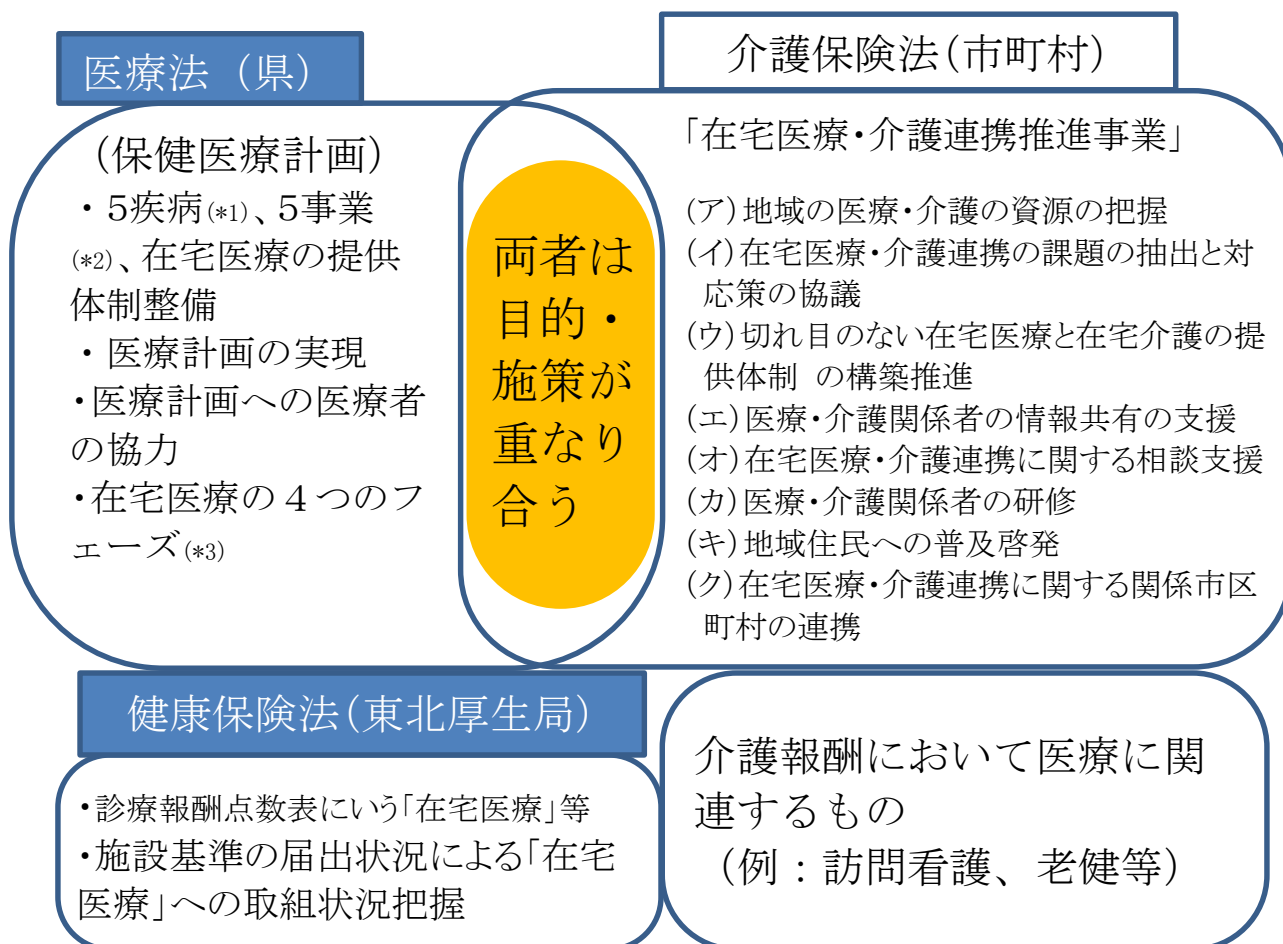 医療法（県）
(保健医療計画)
・５疾病(*1)、５事業
(*2)、在宅医療の提供
体制整備
・医療計画の実現
・医療計画への医療者
の協力
・在宅医療の４つのフ
ェーズ(*3)
両者は
目的・
施策が
重なり
合う
介護保険法(市町村)
「在宅医療・介護連携推進事業」
(ア)地域の医療・介護の資源の把握
(イ)在宅医療・介護連携の課題の抽出と対
応策の協議
(ウ)切れ目のない在宅医療と在宅介護の提
供体制 の構築推進
(エ)医療・介護関係者の情報共有の支援
(オ)在宅医療・介護連携に関する相談支援
(カ)医療・介護関係者の研修
(キ)地域住民への普及啓発
(ク)在宅医療・介護連携に関する関係市区
町村の連携
健康保険法(東北厚生局)
・診療報酬点数表にいう「在宅医療」等
・施設基準の届出状況による「在宅
医療」への取組状況把握
介護報酬において医療に関
連するもの
（例：訪問看護、老健等）